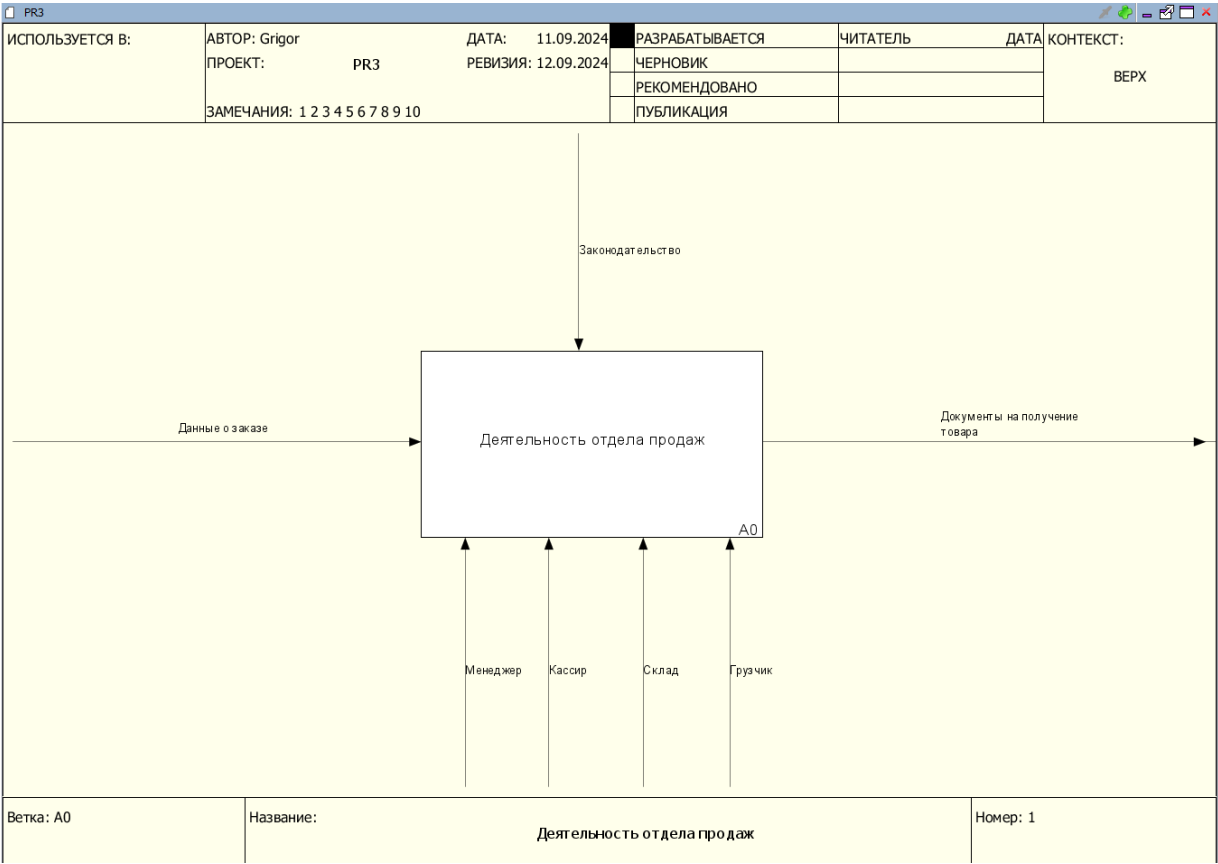 PR3
ИСПОЛЬЗУЕТСЯ В:
АВТОР: Grigor
ДАТА: 11.09.2024
РАЗРАБАТЫВАЕТСЯ
ЧИТАТЕЛЬ
ДАТА
КОНТЕКСТ:
ПРОЕКТ: PR3
РЕВИЗИЯ: 12.09.2024
ЧЕРНОВИК
ВЕРХ
РЕКОМЕНДОВАНО
ЗАМЕЧАНИЯ: 1 2 3 4 5 6 7 8 9 10
ПУБЛИКАЦИЯ
Законодательство
Данные о заказе
Деятельность отдела продаж
A0
Документы на получение
товара
Менеджер
Кассир
Склад
Грузчик
Ветка: A0
Название:
Деятельность отдела продаж
Номер: 1